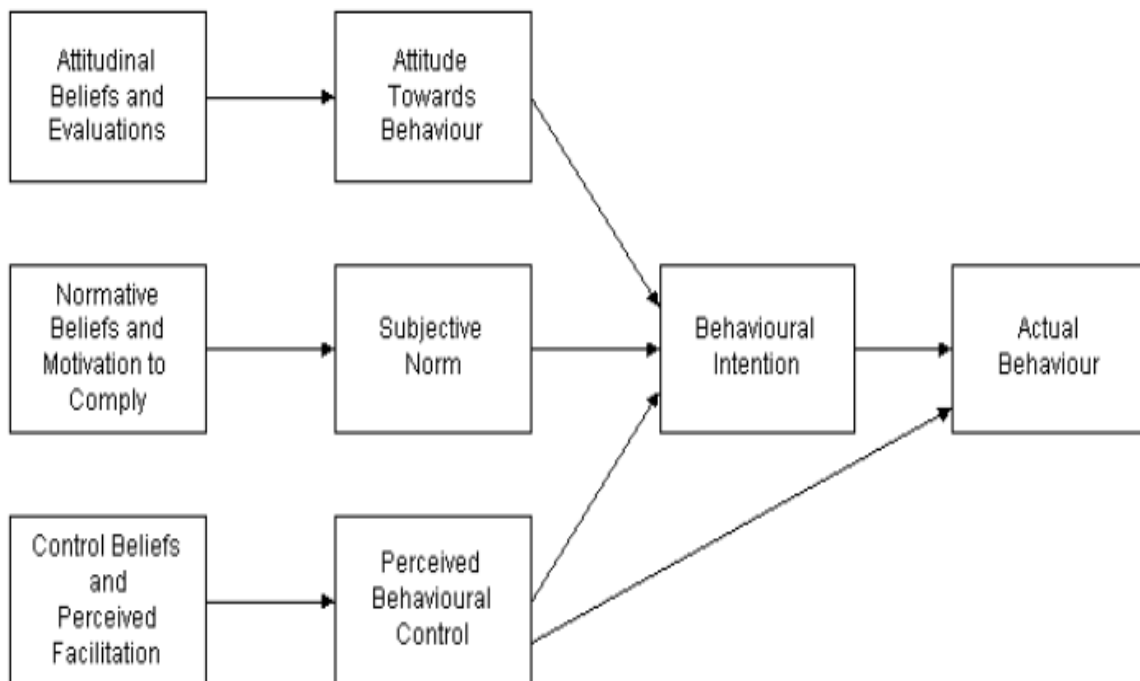 Attitudinal
Beliefs and
Evaluations
Attitude
Towards
Behaviour
Normative
Beliefs and
Motivation to
Comply
Subjective
Norm
Behavioural
Intention
Actual
Behaviour
Control Beliefs
and
Perceived
Facilitation
Perceived
Behavioural
Control